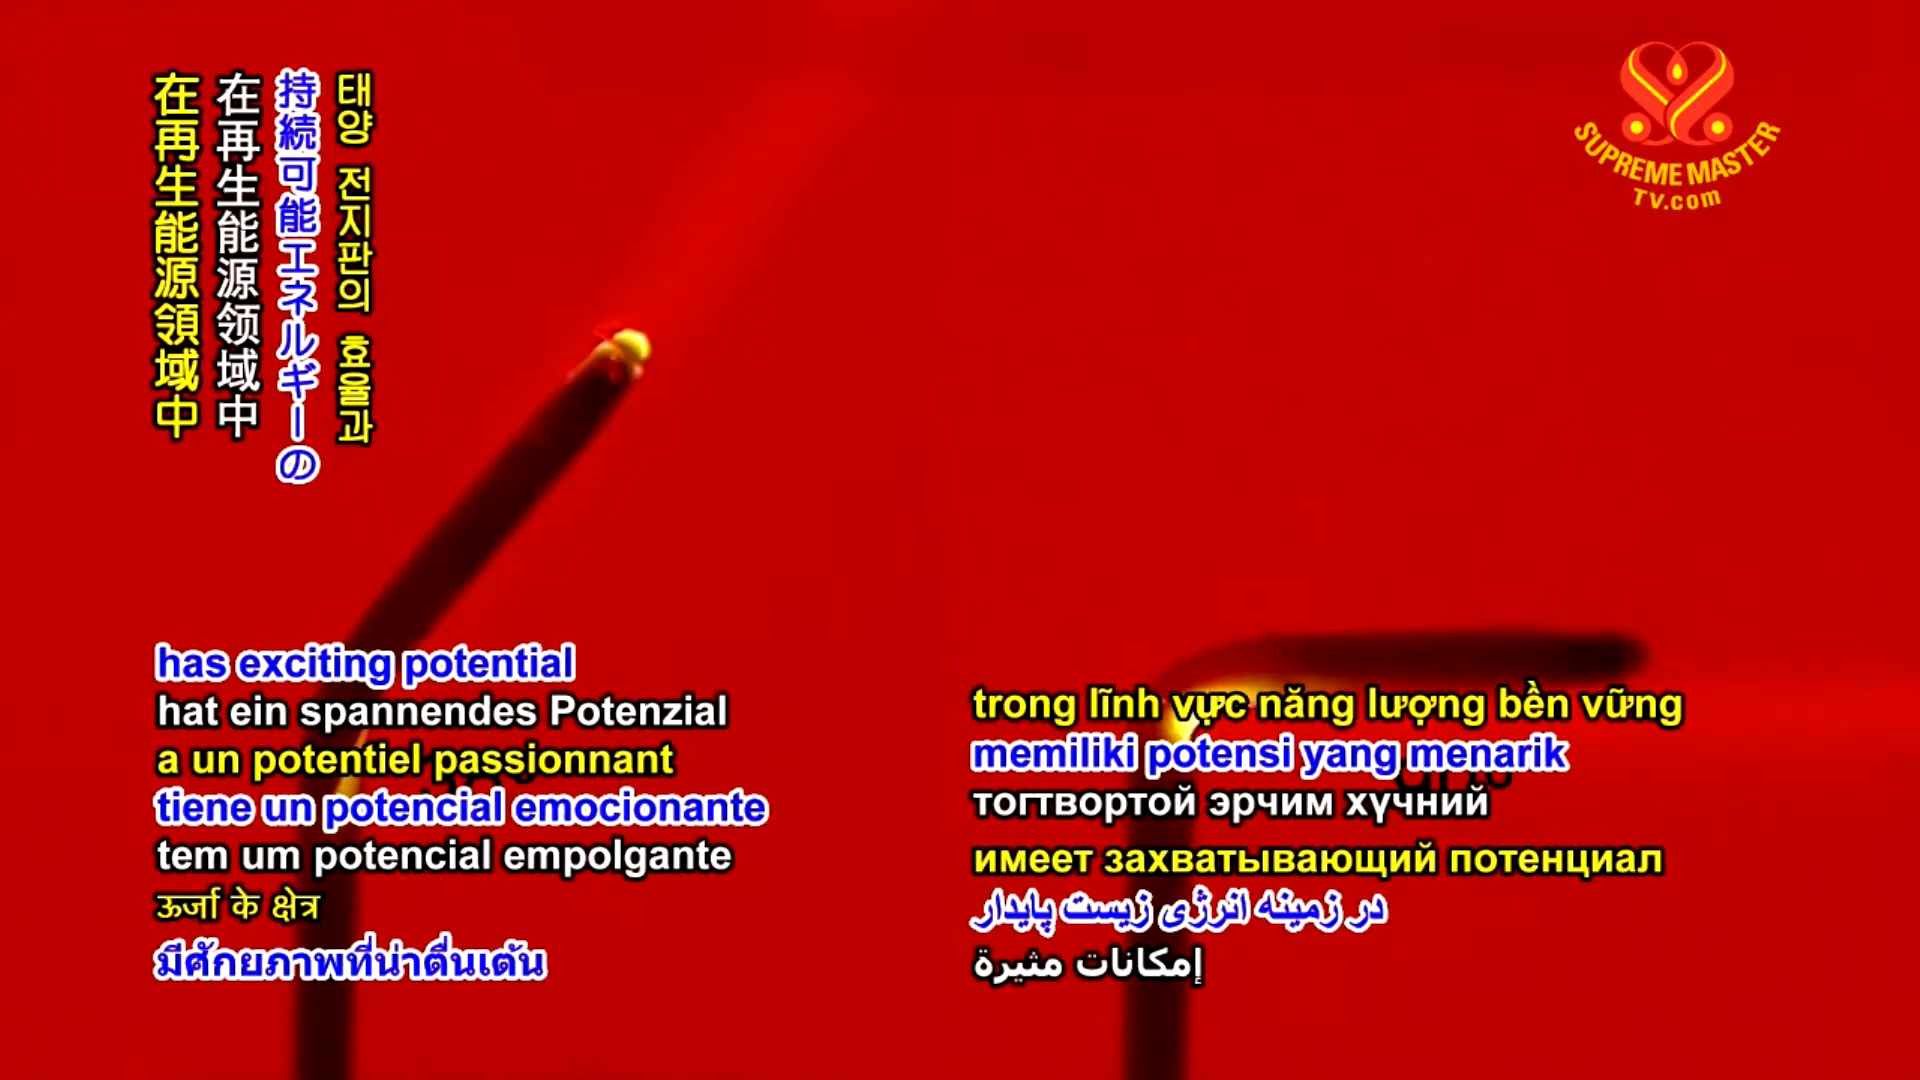 在再生能源領域中
在再生能源领域中
持続可能エネルギーの
태양 전지판의 효율과
SUPREME MASTER
TV.com
has exciting potential
hat ein spannendes Potenzial
a un potentiel passionnant
tiene un potencial emocionante
tem um potencial empolgante
ऊर्जा के क्षेत्र
มีศักยภาพที่น่าตื่นเต้น
trong lĩnh vực năng lượng bền vững
memiliki potensi yang menarik
тогтвортой эрчим хүчний
имеет захватывающий потенциал
در زمینه انرژی زیست پایدار
إمكانات مثيرة